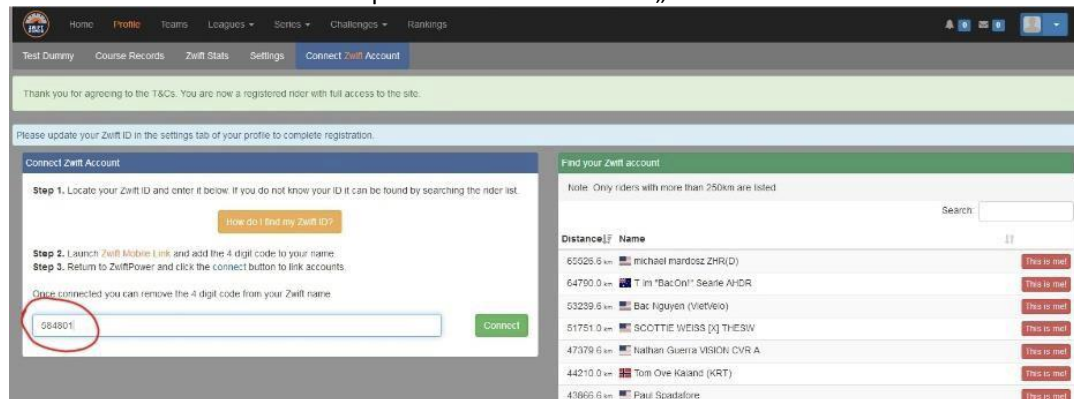 Home Profile Teams Leagues Series Challenges Rankings 0 0
Test Dummy Course Records Zwift Stats Settings Connect Zwift Account
Thank you for agreeing to the T&Cs. You are now a registered rider with full access to the site.
Please update your Zwift ID in the settings tab of your profile to complete registration.
Connect Zwift Account
Step 1. Locate your Zwift ID and enter it below. If you do not know your ID it can be found by searching the rider list.
How do I find my Zwift ID?
Step 2. Launch Zwift Mobile Link and add the 4 digit code to your name.
Step 3. Return to ZwiftPower and click the connect button to link accounts.
Once connected you can remove the 4 digit code from your Zwift name
584801
Connect
Find your Zwift account
Note. Only riders with more than 250km are listed
Search:
Distance Name
65526.6 km michael mardosz ZHR(D) This is me!
64790.0 km T im "BacOn!" Searle AHDR This is me!
53239.6 km Bac Nguyen (VietVelo) This is me!
51751.0 km SCOTTIE WEISS [X] THESW This is me!
47379.6 km Nathan Guerra VISION CVR A This is me!
44210.0 km Tom Ove Kaland (KRT) This is me!
43866.6 km Paul Spadafore This is me!